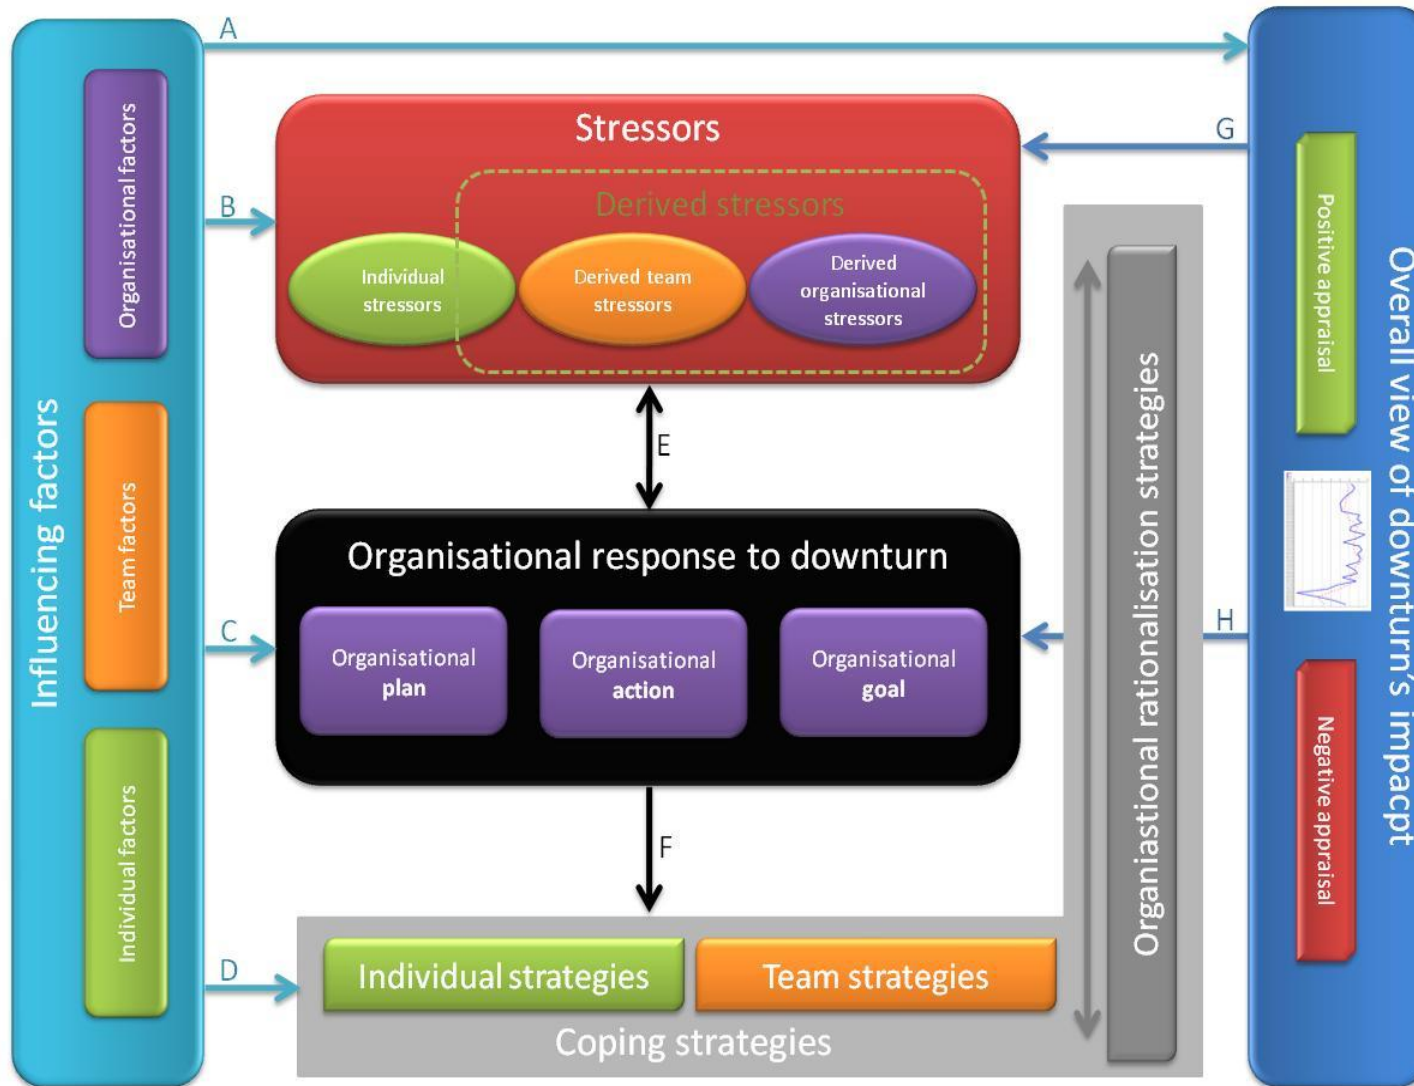 A
G
B
Influencing factors
Organisational factors
Team factors
Individual factors
Stressors
Derived stressors
Individual
stressors
Derived team
stressors
Derived
organisational
stressors
E
Organisational response to downturn
Organisational
plan
Organisational
action
Organisational
goal
C
H
F
D
Individual strategies
Team strategies
Coping strategies
Organiastional rationalisation strategies
Positive appraisal
Negative appraisal
Overall view of downturn's impacpt